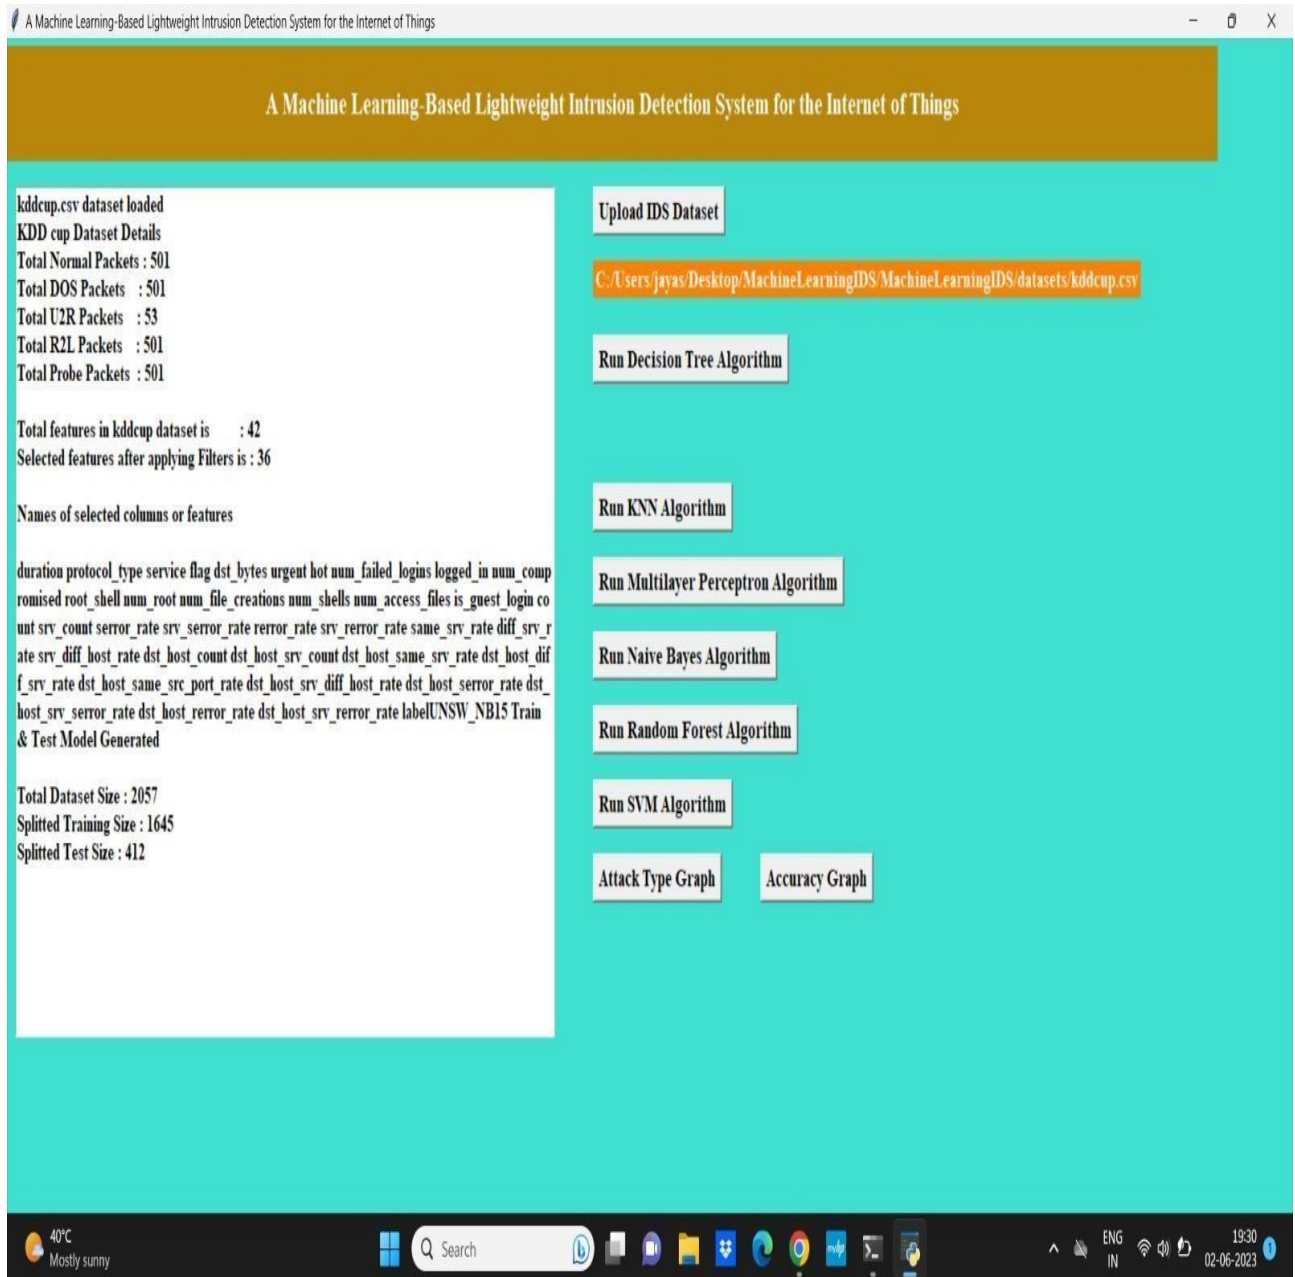 A Machine Learning-Based Lightweight Intrusion Detection System for the Internet of Things
A Machine Learning-Based Lightweight Intrusion Detection System for the Internet of Things
kddcup.csv dataset loaded
KDD cup Dataset Details
Total Normal Packets : 501
Total DOS Packets : 501
Total U2R Packets : 53
Total R2L Packets : 501
Total Probe Packets : 501
Total features in kddcup dataset is : 42
Selected features after applying Filters is : 36
Names of selected columns or features
duration protocol_type service flag dst_bytes urgent hot num_failed_logins logged_in num_comp
romised root_shell num_root num_file_creations num_shells num_access_files is_guest_login co
unt srv_count serror_rate srv_serror_rate rerror_rate srv_rerror_rate same_srv_rate diff_srv_r
ate srv_diff_host_rate dst_host_count dst_host_srv_count dst_host_same_srv_rate dst_host_dif
f_srv_rate dst_host_same_src_port_rate dst_host_srv_diff_host_rate dst_host_serror_rate dst_
host_srv_serror_rate dst_host_rerror_rate dst_host_srv_rerror_rate labelUNSW_NB15 Train
& Test Model Generated
Total Dataset Size : 2057
Splitted Training Size : 1645
Splitted Test Size : 412
Upload IDS Dataset
C:/Users/jayas/Desktop/MachineLearningIDS/MachineLearningIDS/datasets/kddcup.csv
Run Decision Tree Algorithm
Run KNN Algorithm
Run Multilayer Perceptron Algorithm
Run Naive Bayes Algorithm
Run Random Forest Algorithm
Run SVM Algorithm
Attack Type Graph
Accuracy Graph
40°C
Mostly sunny
Search
ENG
IN
19:30
02-06-2023
1